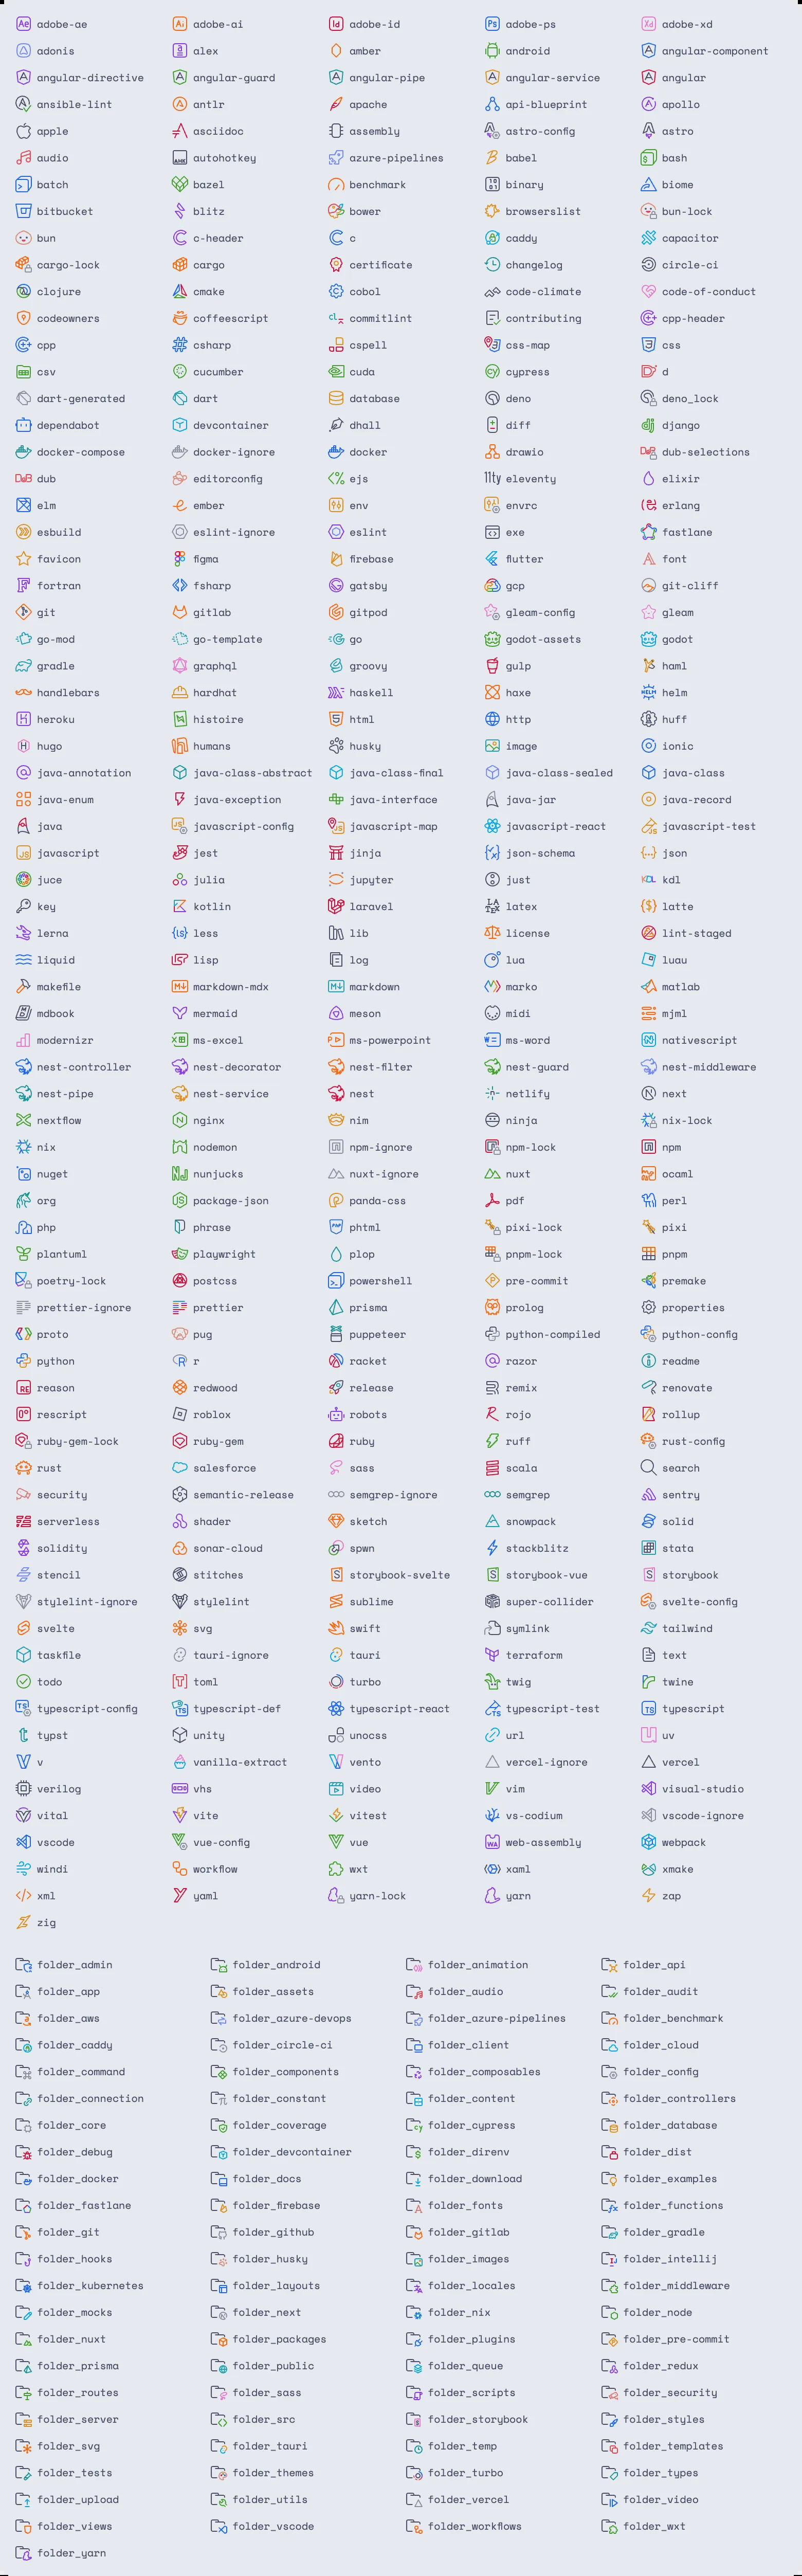 adobe-ae adobe-ai adobe-id adobe-ps adobe-xd
adonis alex amber android angular-component
angular-directive angular-guard angular-pipe angular-service angular
ansible-lint antlr apache api-blueprint apollo
apple asciidoc assembly astro-config astro
audio autohotkey azure-pipelines babel bash
batch bazel benchmark binary biome
bitbucket blitz bower browserslist bun-lock
bun c-header c caddy capacitor
cargo-lock cargo certificate changelog circle-ci
clojure cmake cobol code-climate code-of-conduct
codeowners coffeescript commitlint contributing cpp-header
cpp csharp cspell css-map css
csv cucumber cuda cypress d
dart-generated dart database deno deno_lock
dependabot devcontainer dhall diff django
docker-compose docker-ignore docker drawio dub-selections
dub editorconfig ejs eleventy elixir
elm ember env envrc erlang
esbuild eslint-ignore eslint exe fastlane
favicon figma firebase flutter font
fortran fsharp gatsby gcp git-cliff
git gitlab gitpod gleam-config gleam
go-mod go-template go godot-assets godot
gradle graphql groovy gulp haml
handlebars hardhat haskell haxe helm
heroku histoire html http huff
hugo humans husky image ionic
java-annotation java-class-abstract java-class-final java-class-sealed java-class
java-enum java-exception java-interface java-jar java-record
java javascript-config javascript-map javascript-react javascript-test
javascript jest jinja json-schema json
juce julia jupyter just kdl
key kotlin laravel latex latte
lerna less lib license lint-staged
liquid lisp log lua luau
makefile markdown-mdx markdown marko matlab
mdbook mermaid meson midi mjml
modernizr ms-excel ms-powerpoint ms-word nativescript
nest-controller nest-decorator nest-filter nest-guard nest-middleware
nest-pipe nest-service nest netlify next
nextflow nginx nim ninja nix-lock
nix nodemon npm-ignore npm-lock npm
nuget nunjucks nuxt-ignore nuxt ocaml
org package-json panda-css pdf perl
php phrase phtml pixi-lock pixi
plantuml playwright plop pnpm-lock pnpm
poetry-lock postcss powershell pre-commit premake
prettier-ignore prettier prisma prolog properties
proto pug puppeteer python-compiled python-config
python r racket razor readme
reason redwood release remix renovate
rescript roblox robots rojo rollup
ruby-gem-lock ruby-gem ruby ruff rust-config
rust salesforce sass scala search
security semantic-release semgrep-ignore semgrep sentry
serverless shader sketch snowpack solid
solidity sonar-cloud spwn stackblitz stata
stencil stitches storybook-svelte storybook-vue storybook
stylelint-ignore stylelint sublime super-collider svelte-config
svelte svg swift symlink tailwind
taskfile tauri-ignore tauri terraform text
todo toml turbo twig twine
typescript-config typescript-def typescript-react typescript-test typescript
typst unity unocss url uv
v vanilla-extract vento vercel-ignore vercel
verilog vhs video vim visual-studio
vital vite vitest vs-codium vscode-ignore
vscode vue-config vue web-assembly webpack
windi workflow wxt xaml xmake
xml yaml yarn-lock yarn zap
zig
folder_admin folder_android folder_animation folder_api
folder_app folder_assets folder_audio folder_audit
folder_aws folder_azure-devops folder_azure-pipelines folder_benchmark
folder_caddy folder_circle-ci folder_client folder_cloud
folder_command folder_components folder_composables folder_config
folder_connection folder_constant folder_content folder_controllers
folder_core folder_coverage folder_cypress folder_database
folder_debug folder_devcontainer folder_direnv folder_dist
folder_docker folder_docs folder_download folder_examples
folder_fastlane folder_firebase folder_fonts folder_functions
folder_git folder_github folder_gitlab folder_gradle
folder_hooks folder_husky folder_images folder_intellij
folder_kubernetes folder_layouts folder_locales folder_middleware
folder_mocks folder_next folder_nix folder_node
folder_nuxt folder_packages folder_plugins folder_pre-commit
folder_prisma folder_public folder_queue folder_redux
folder_routes folder_sass folder_scripts folder_security
folder_server folder_src folder_storybook folder_styles
folder_svg folder_tauri folder_temp folder_templates
folder_tests folder_themes folder_turbo folder_types
folder_upload folder_utils folder_vercel folder_video
folder_views folder_vscode folder_workflows folder_wxt
folder_yarn